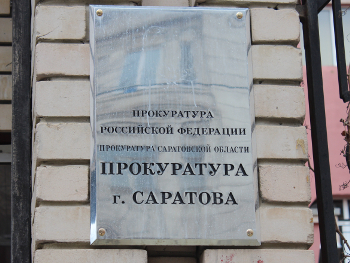 ПРОКУРАТУРА
РОССИЙСКОЙ ФЕДЕРАЦИИ
ПРОКУРАТУРА САРАТОВСКОЙ ОБЛАСТИ
ПРОКУРАТУРА
г. САРАТОВА